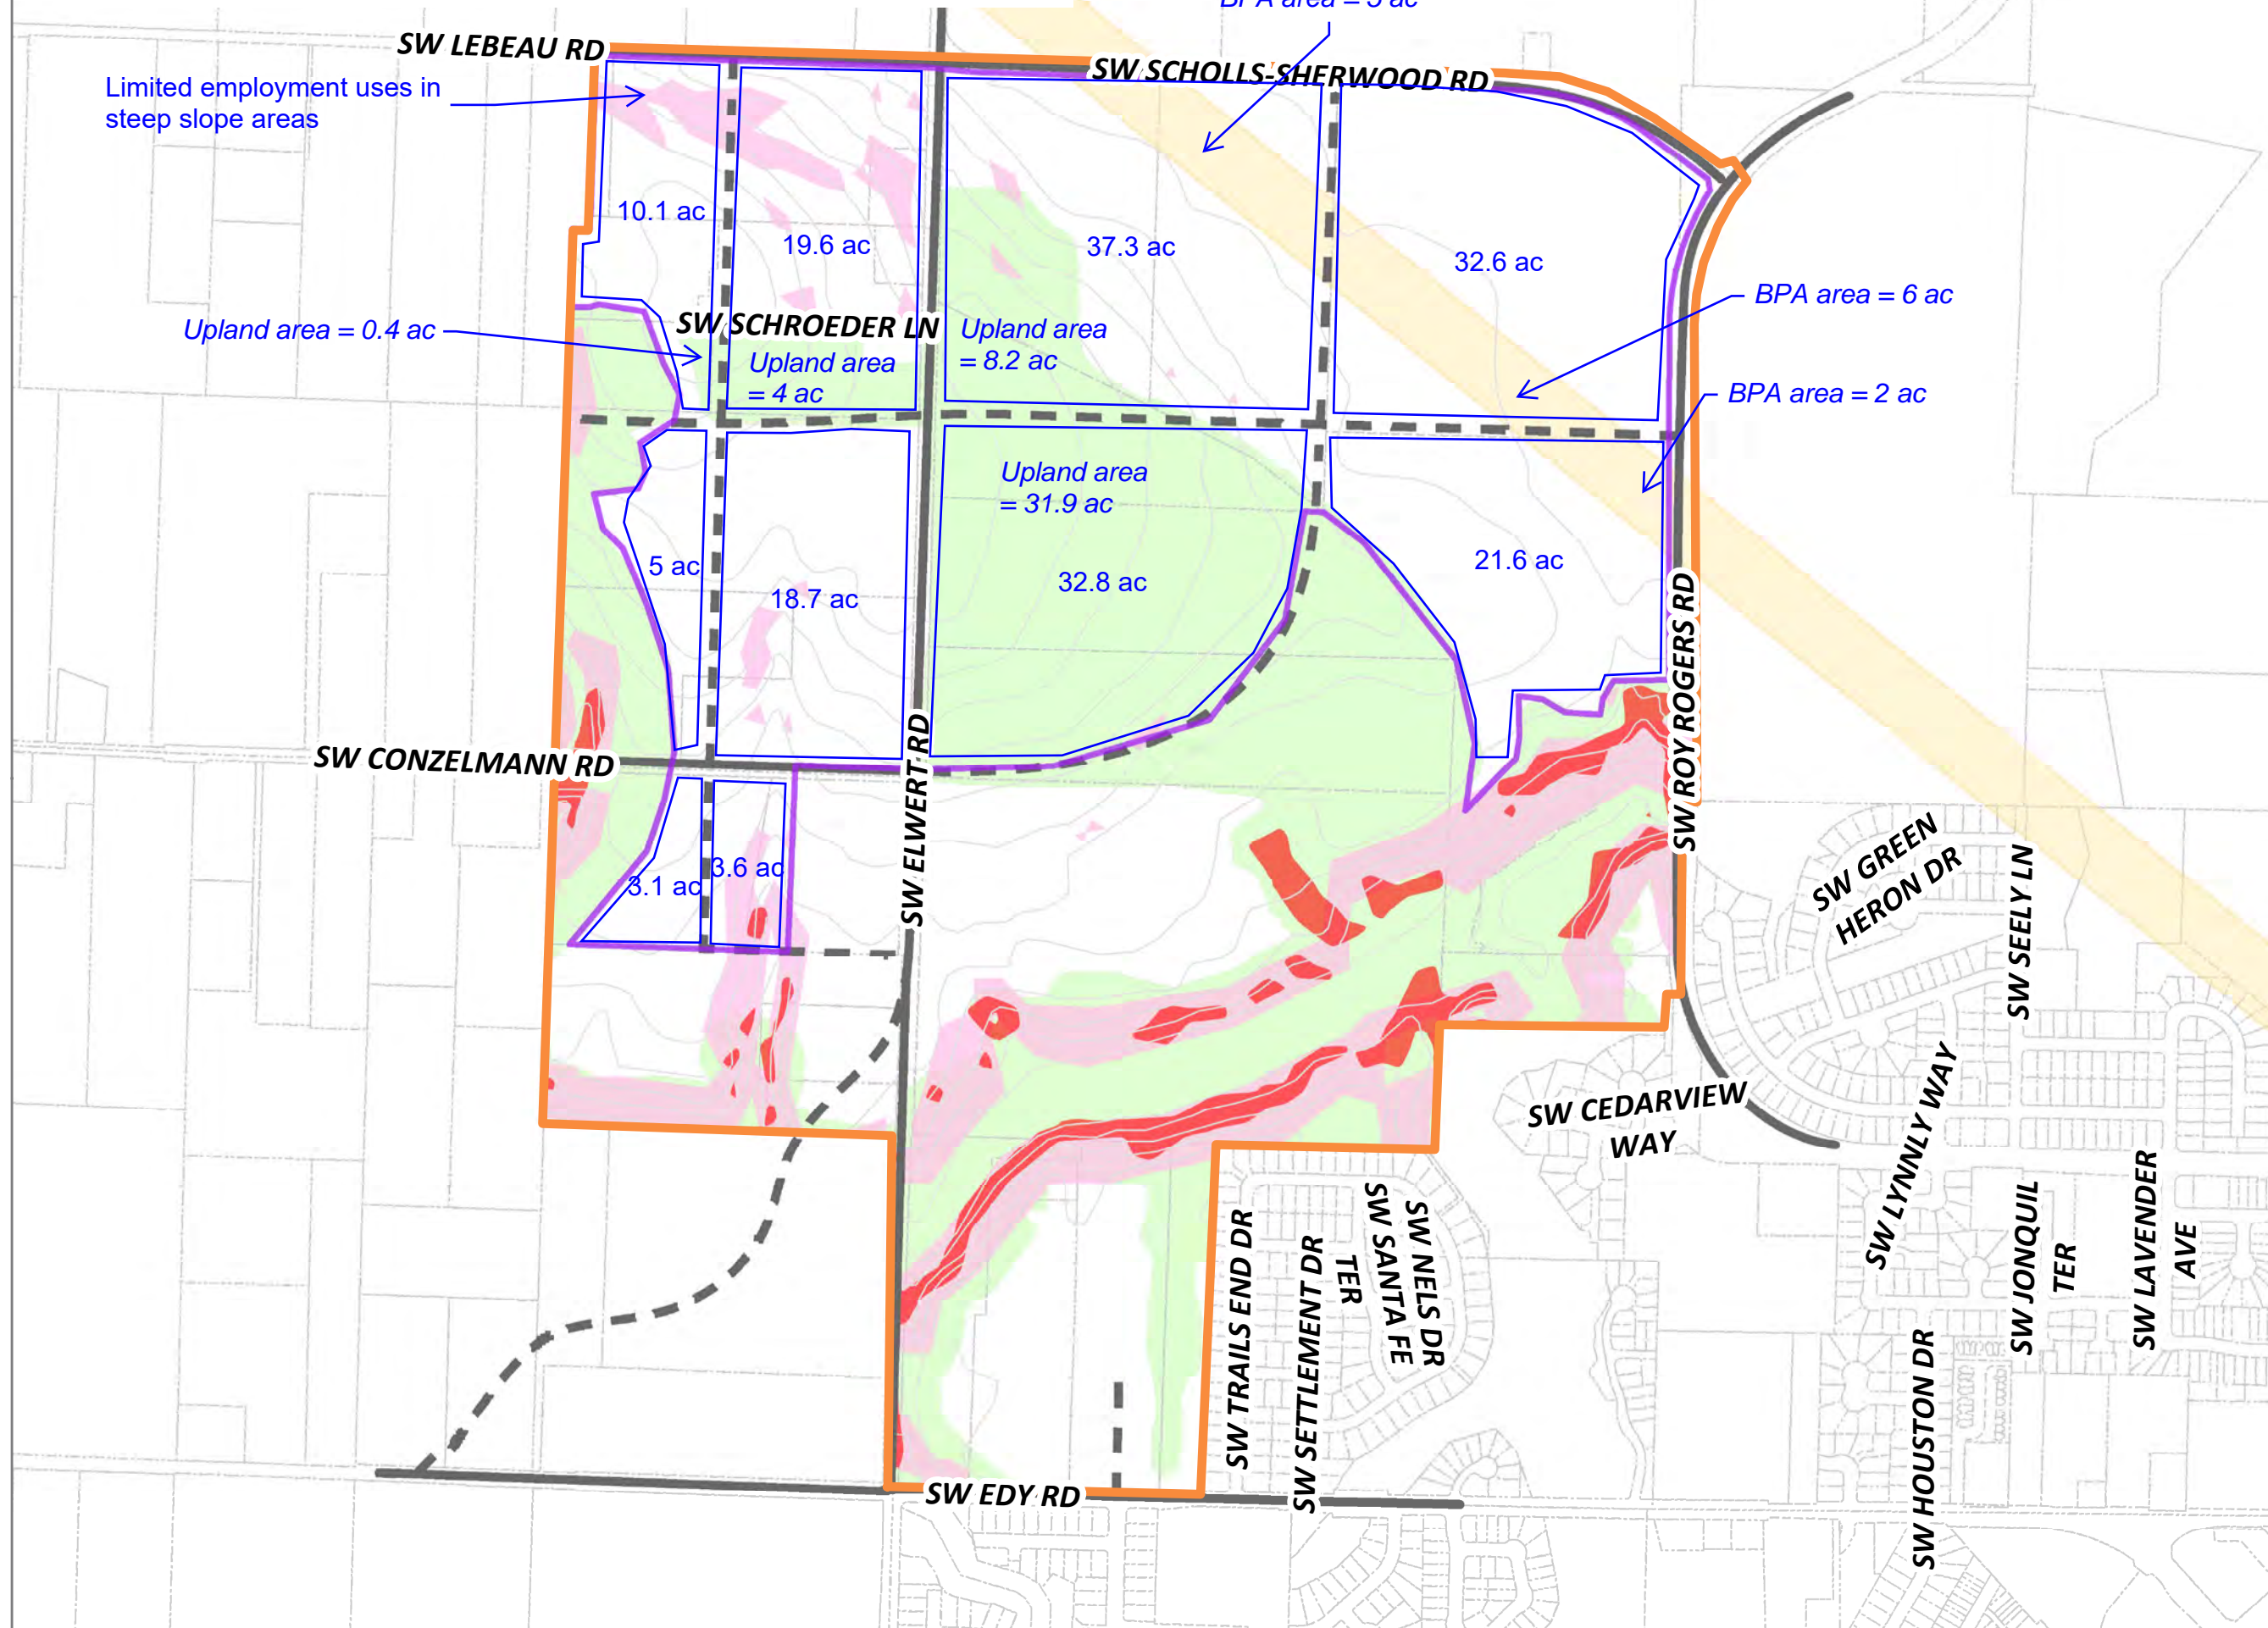 BPA area = 5 ac
SW LEBEAU RD
SW SCHOLLS-SHERWOOD RD
Limited employment uses in
steep slope areas
10.1 ac
19.6 ac
37.3 ac
32.6 ac
BPA area = 6 ac
Upland area = 0.4 ac
SW SCHROEDER LN
Upland area
= 8.2 ac
Upland area
= 4 ac
BPA area = 2 ac
Upland area
= 31.9 ac
5 ac
18.7 ac
32.8 ac
21.6 ac
SW CONZELMANN RD
SW ELWERT RD
SW ROY ROGERS RD
3.1 ac
3.6 ac
SW GREEN
HERON DR
SW SEELY LN
SW CEDARVIEW
WAY
SW LYNNLY WAY
SW TRAILS END DR
SW SETTLEMENT DR
SW SANTA FE
TER
SW NELS DR
SW JONQUIL
TER
SW LAVENDER
AVE
SW HOUSTON DR
SW EDY RD